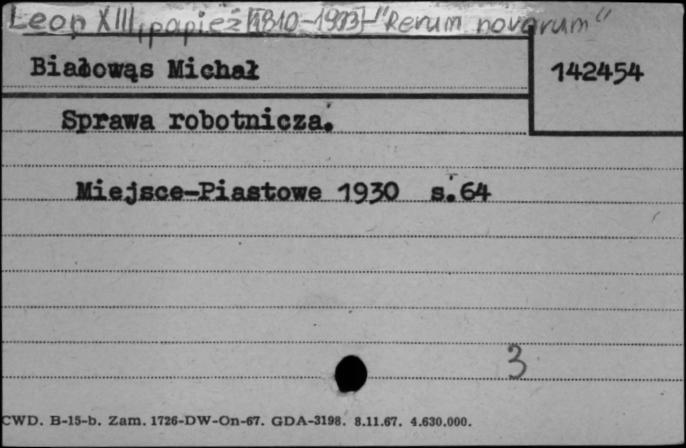 Leon XIII, papież [1810-1903] - "Rerum novarum"
Białowąs Michał
142454
Sprawa robotnicza.
Miejsce-Piastowe 1930 s.64
3
CWD. B-15-b. Zam. 1726-DW-On-67. GDA-3198. 8.11.67. 4.630.000.